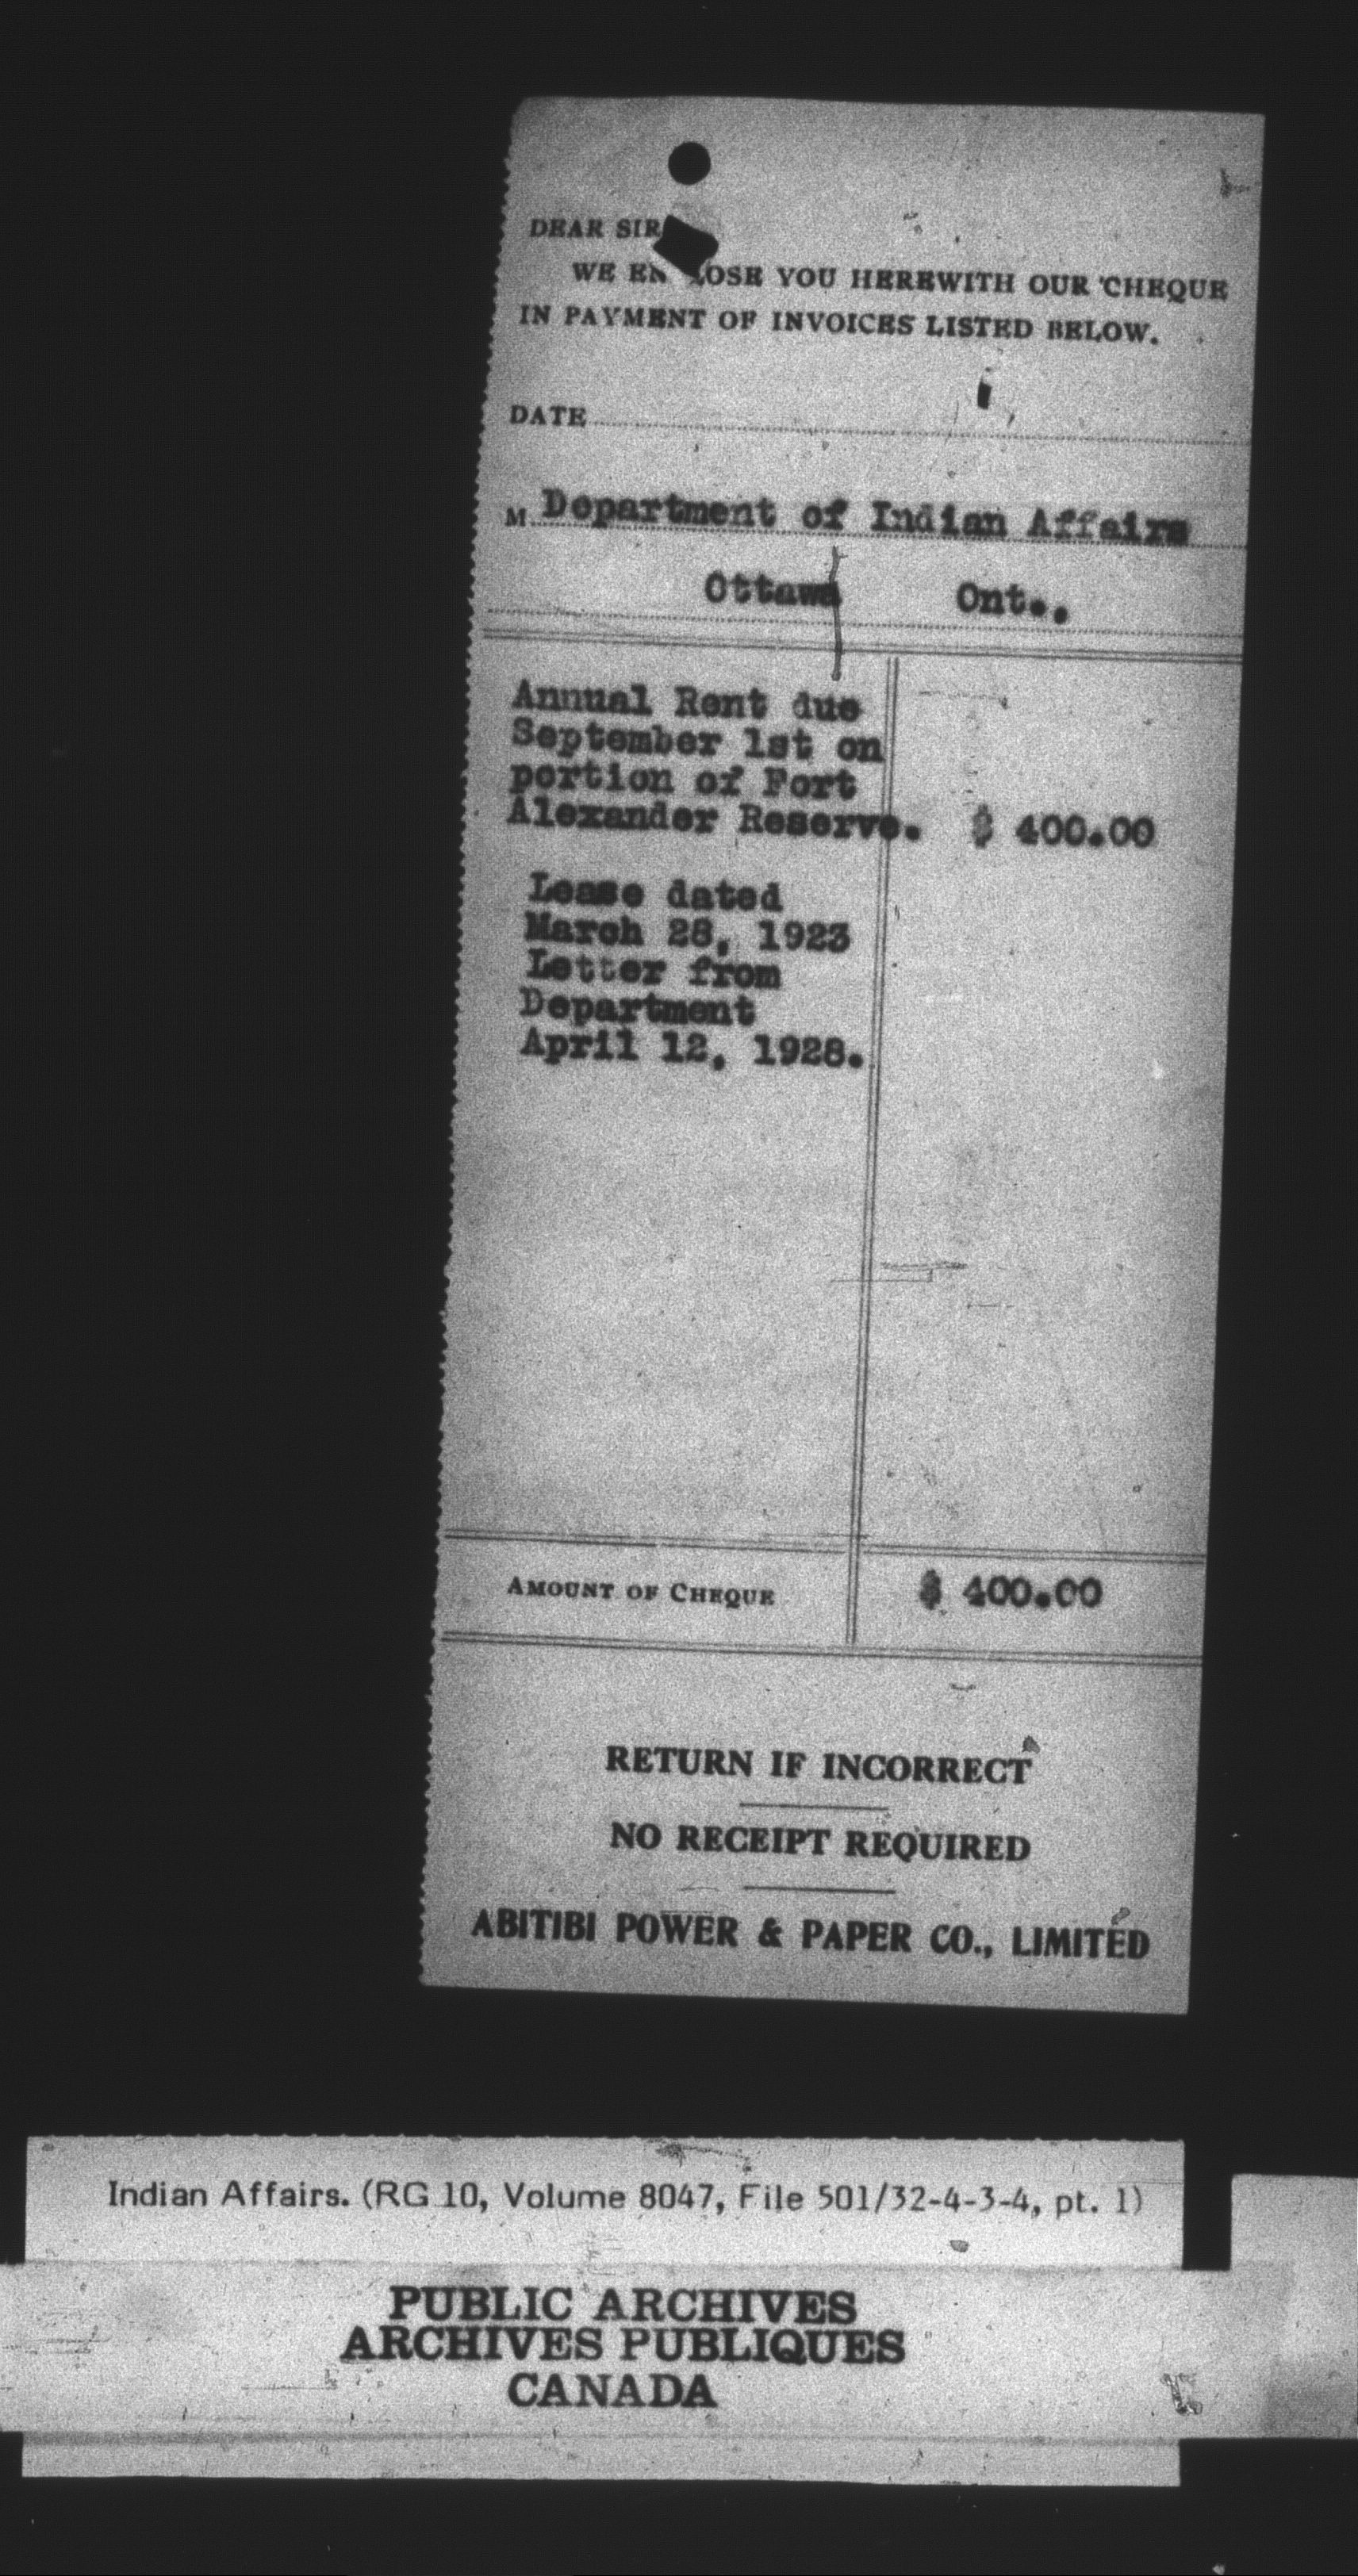 DEAR SIR
WE EN LOSE YOU HEREWITH OUR CHEQUE
IN PAYMENT OF INVOICES LISTED BELOW.
DATE
M Department of Indian Affairs
Ottawa Ont.,
Annual Rent due
September 1st on
portion of Fort
Alexander Reserve. $ 400.00
Lease dated
March 28, 1923
Letter from
Department
April 12, 1928.
AMOUNT OF CHEQUE $ 400.00
RETURN IF INCORRECT
NO RECEIPT REQUIRED
ABITIBI POWER & PAPER CO., LIMITED
Indian Affairs. (RG 10, Volume 8047, File 501/32-4-3-4, pt. 1)
PUBLIC ARCHIVES
ARCHIVES PUBLIQUES
CANADA